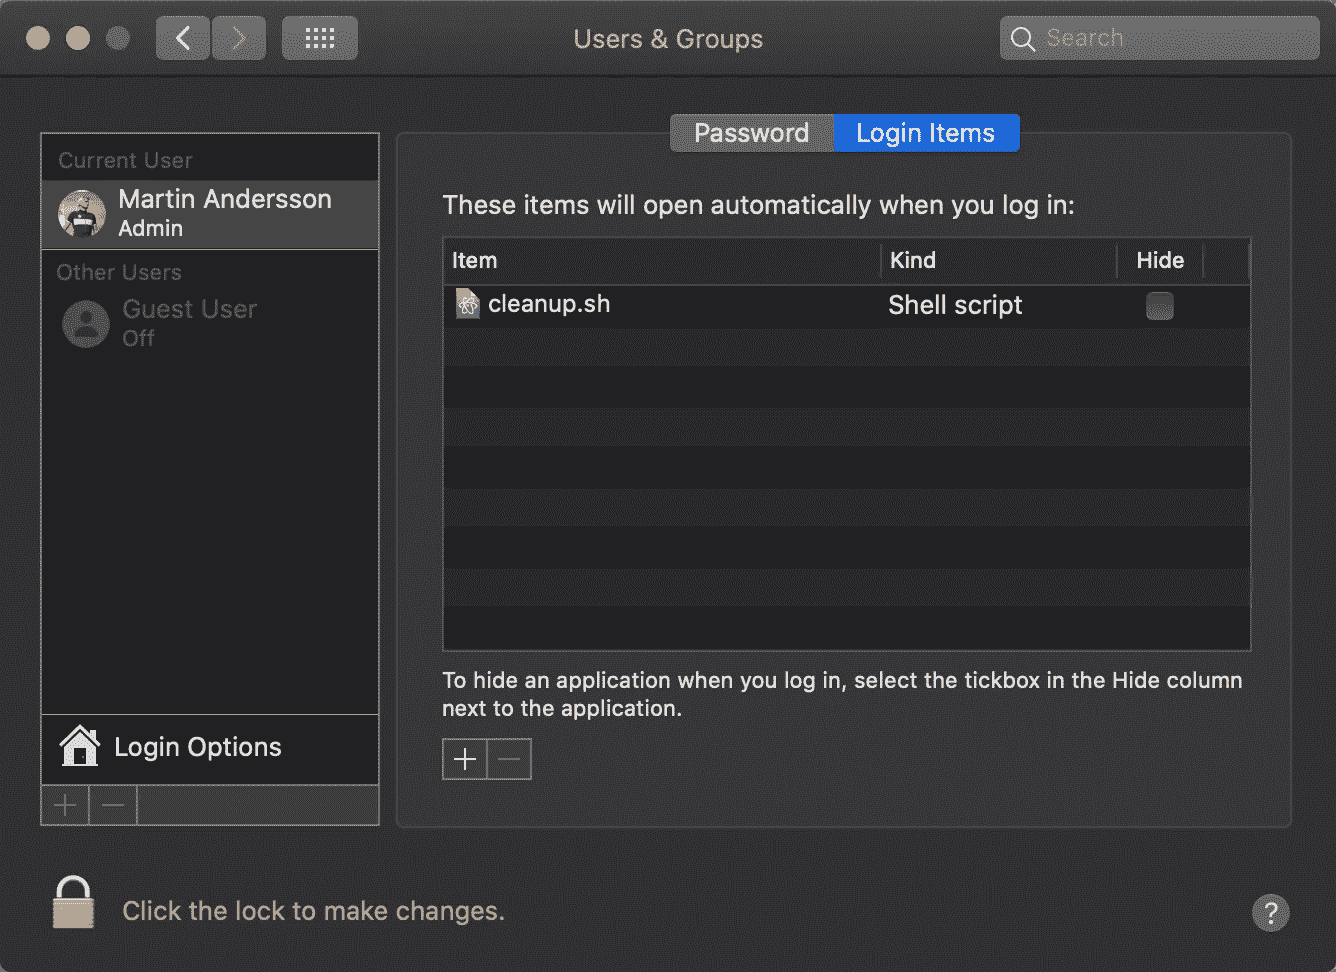 Users & Groups
Search
Current User
Martin Andersson
Admin
Other Users
Guest User
Off
Login Options
Password
Login Items
These items will open automatically when you log in:
Item Kind Hide
cleanup.sh Shell script
To hide an application when you log in, select the tickbox in the Hide column
next to the application.
Click the lock to make changes.
?